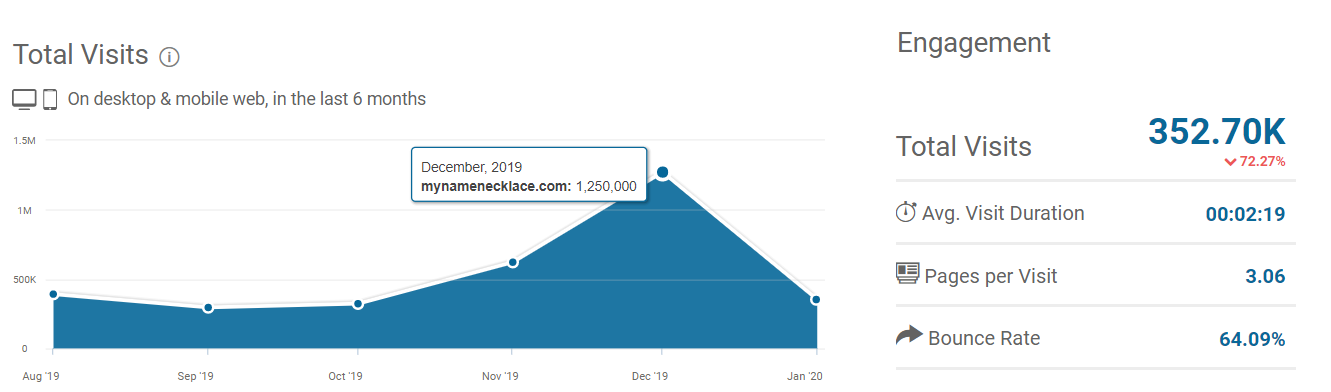 Total Visits
On desktop & mobile web, in the last 6 months
1.5M
1M
500K
0
December, 2019
mynamenecklace.com: 1,250,000
Aug '19 Sep '19 Oct '19 Nov '19 Dec '19 Jan '20
Engagement
Total Visits 352.70K
72.27%
Avg. Visit Duration 00:02:19
Pages per Visit 3.06
Bounce Rate 64.09%